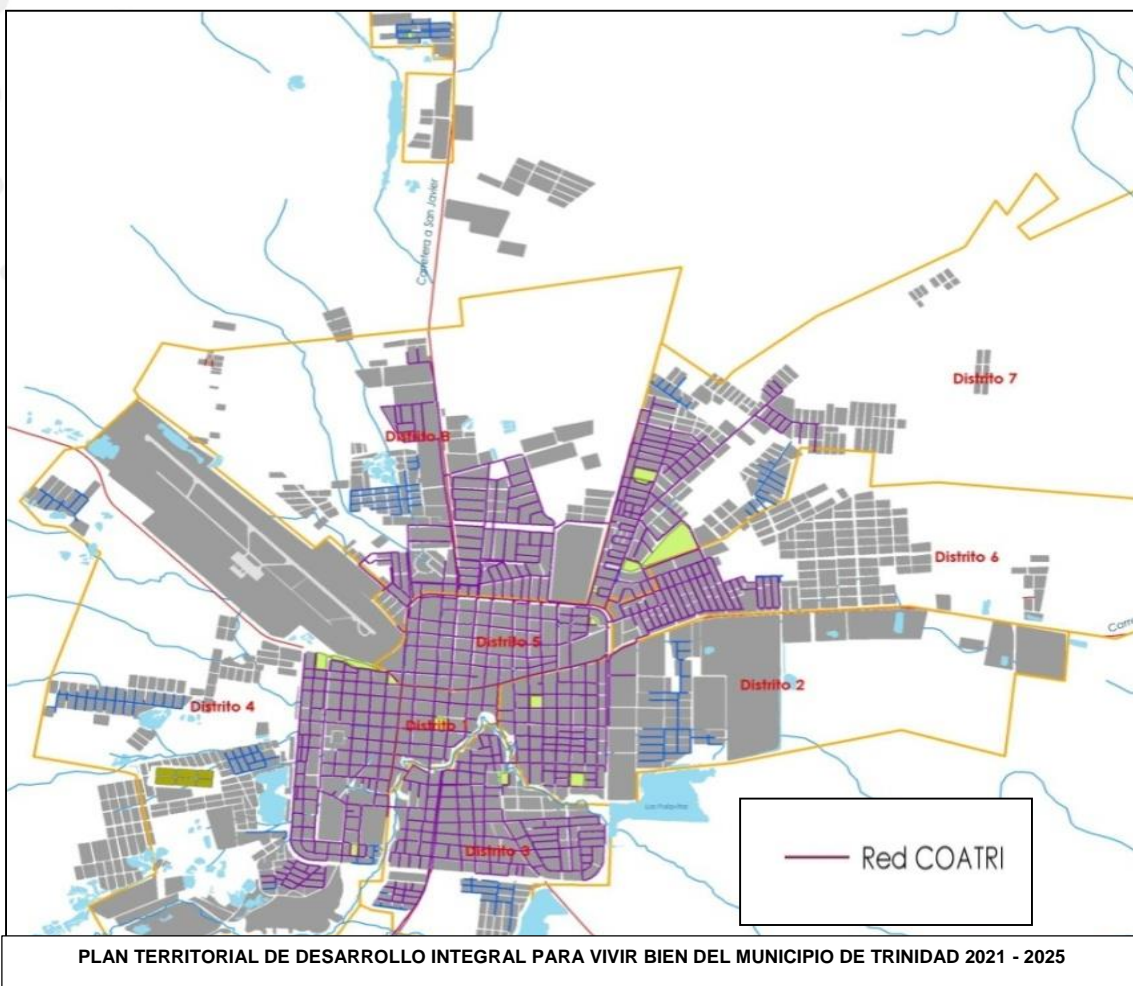 Carretera a San Javier
Distrito 7
Distrito 8
Distrito 6
Distrito 5
Distrito 2
Distrito 4
Distrito 1
Distrito 3
Red COATRI
PLAN TERRITORIAL DE DESARROLLO INTEGRAL PARA VIVIR BIEN DEL MUNICIPIO DE TRINIDAD 2021 - 2025